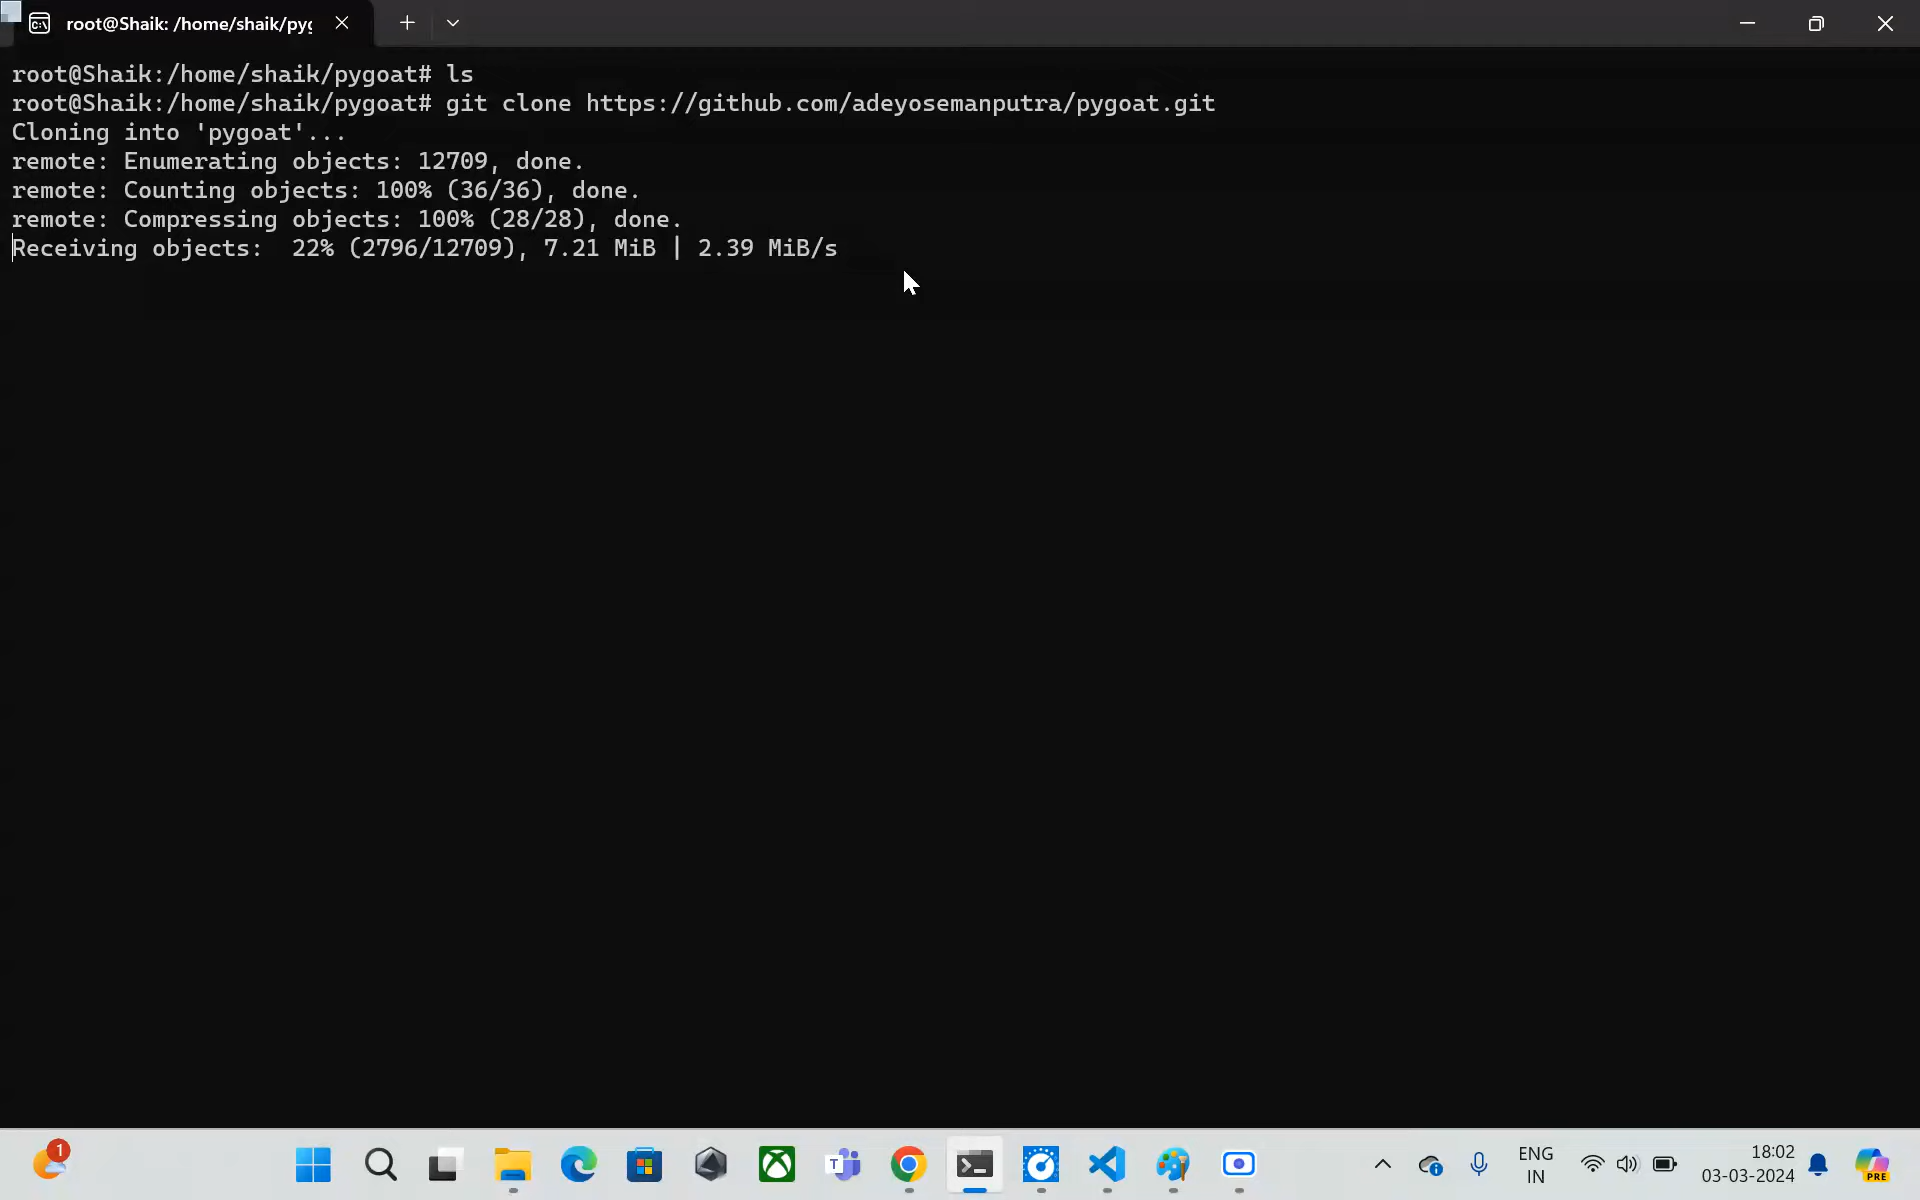 root@Shaik: /home/shaik/pyg
root@Shaik:/home/shaik/pygoat# ls
root@Shaik:/home/shaik/pygoat# git clone https://github.com/adeyosemanputra/pygoat.git
Cloning into 'pygoat'...
remote: Enumerating objects: 12709, done.
remote: Counting objects: 100% (36/36), done.
remote: Compressing objects: 100% (28/28), done.
Receiving objects:  22% (2796/12709), 7.21 MiB | 2.39 MiB/s
1
T
ENG
IN
18:02
03-03-2024
PRE